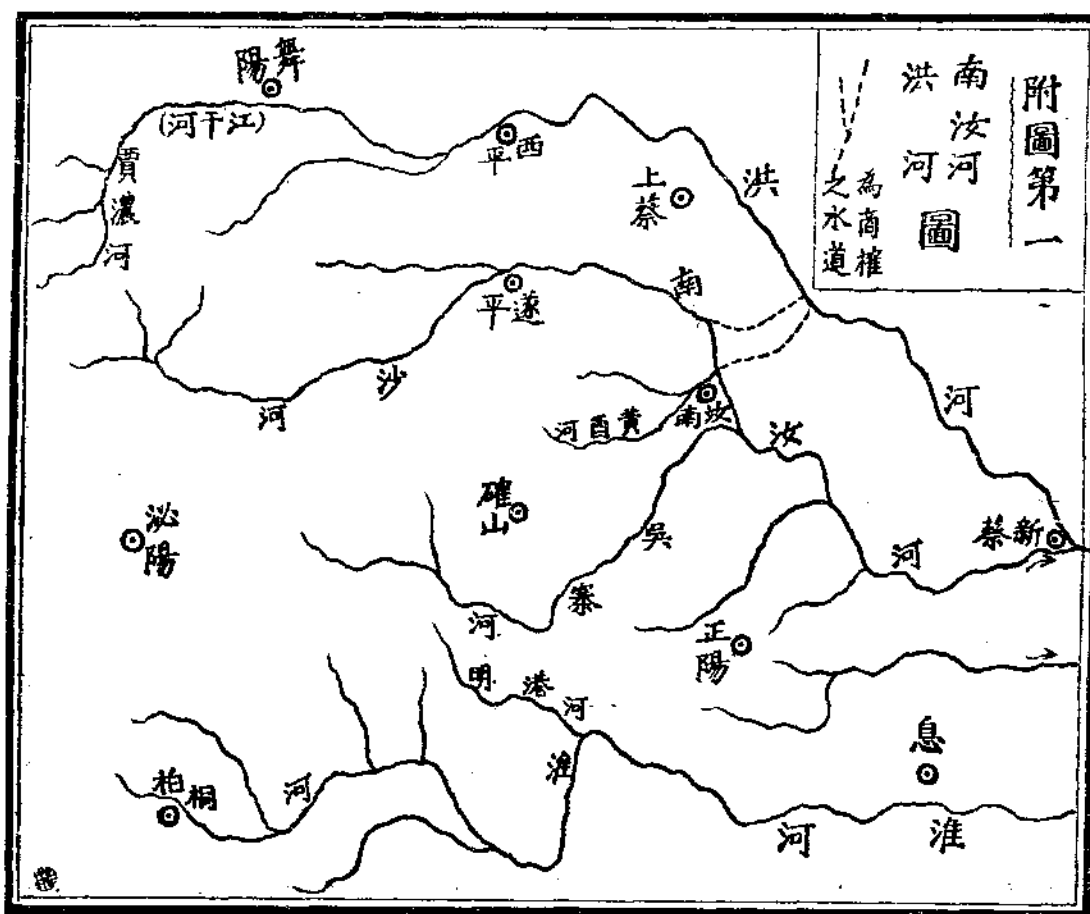 附圖第一
南汝河
洪河圖
為商榷
之水道
舞陽
(江干河)
賈濃河
西平
上蔡
洪
河
遂平
南
汝
河
沙
河
汝南
黃酉河
確山
泌陽
吳
寨
河
新蔡
正陽
明港河
息
桐柏
河
淮
淮
河